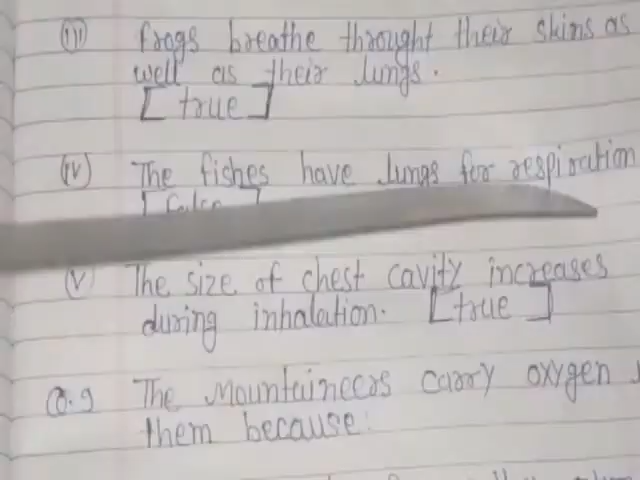 (iii) frogs breathe throught their skins as
well as their lungs.
[ true ]
(iv) The fishes have lungs for respiration
(v) The size of chest cavity increases
during inhalation. [ true ]
Q.9 The Mountaineers carry oxygen
them because: